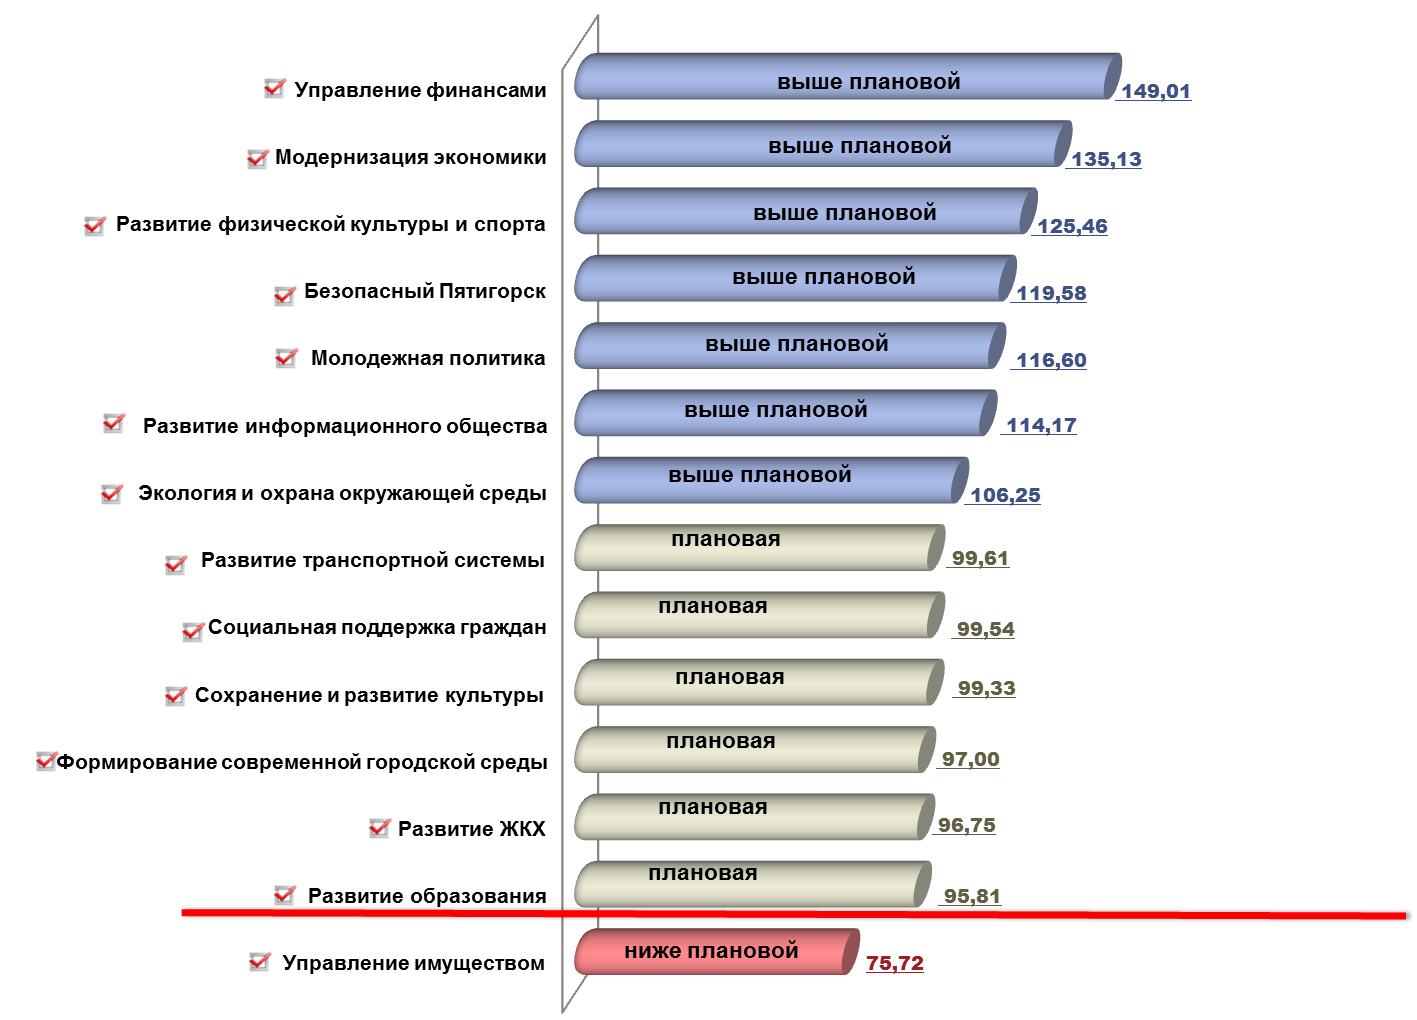 Управление финансами выше плановой 149,01
Модернизация экономики выше плановой 135,13
Развитие физической культуры и спорта выше плановой 125,46
Безопасный Пятигорск выше плановой 119,58
Молодежная политика выше плановой 116,60
Развитие информационного общества выше плановой 114,17
Экология и охрана окружающей среды выше плановой 106,25
Развитие транспортной системы плановая 99,61
Социальная поддержка граждан плановая 99,54
Сохранение и развитие культуры плановая 99,33
Формирование современной городской среды плановая 97,00
Развитие ЖКХ плановая 96,75
Развитие образования плановая 95,81
Управление имуществом ниже плановой 75,72